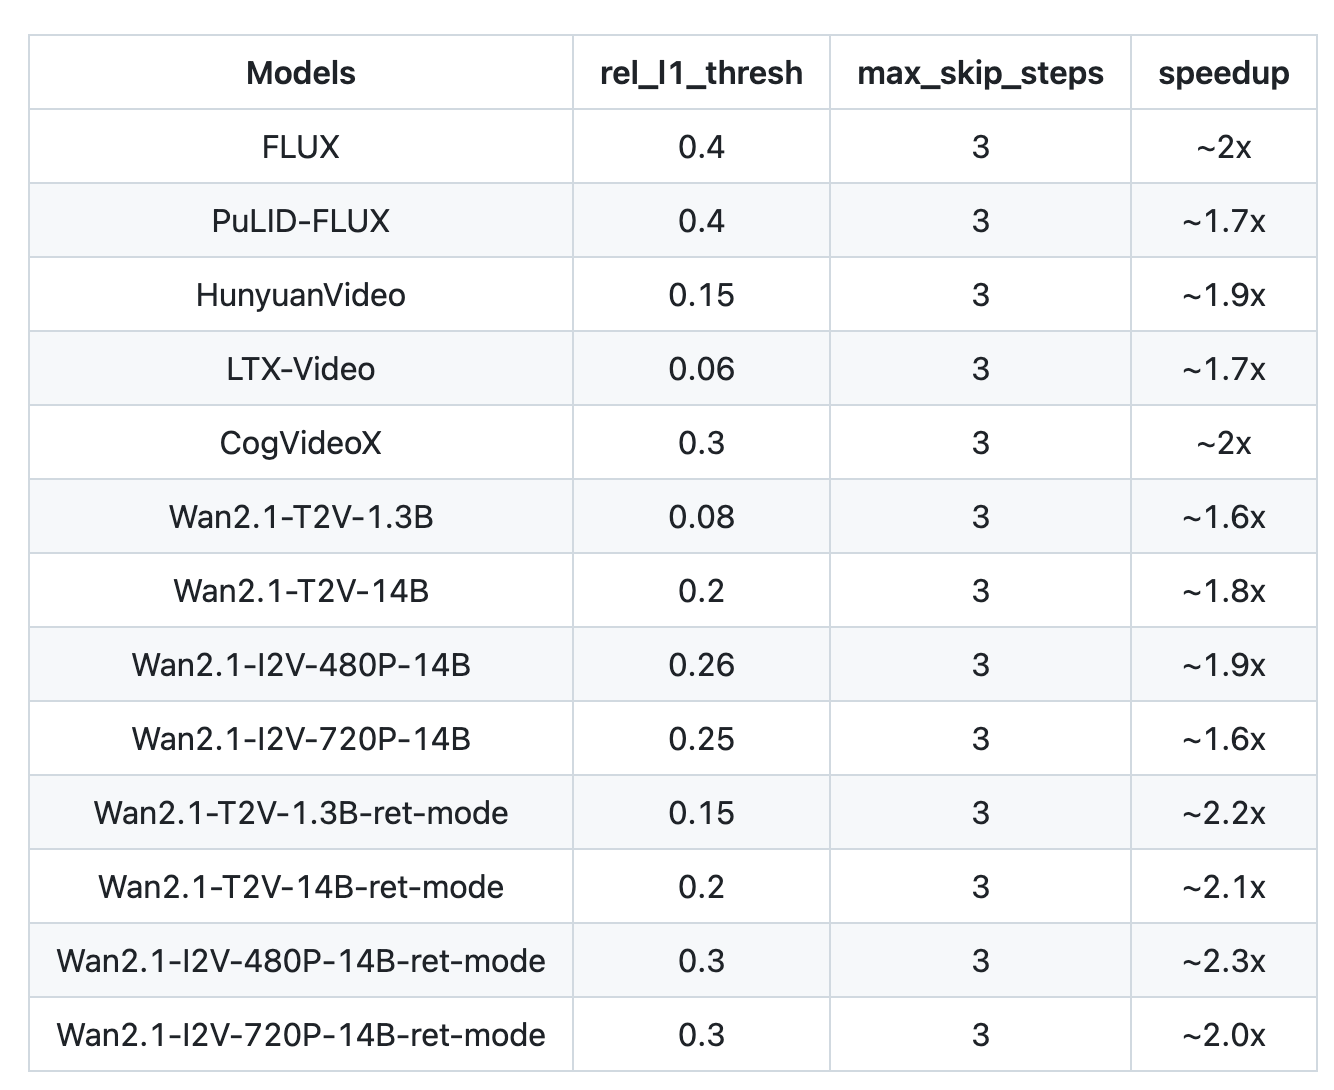 Models rel_l1_thresh max_skip_steps speedup
FLUX 0.4 3 ~2x
PuLID-FLUX 0.4 3 ~1.7x
HunyuanVideo 0.15 3 ~1.9x
LTX-Video 0.06 3 ~1.7x
CogVideoX 0.3 3 ~2x
Wan2.1-T2V-1.3B 0.08 3 ~1.6x
Wan2.1-T2V-14B 0.2 3 ~1.8x
Wan2.1-I2V-480P-14B 0.26 3 ~1.9x
Wan2.1-I2V-720P-14B 0.25 3 ~1.6x
Wan2.1-T2V-1.3B-ret-mode 0.15 3 ~2.2x
Wan2.1-T2V-14B-ret-mode 0.2 3 ~2.1x
Wan2.1-I2V-480P-14B-ret-mode 0.3 3 ~2.3x
Wan2.1-I2V-720P-14B-ret-mode 0.3 3 ~2.0x